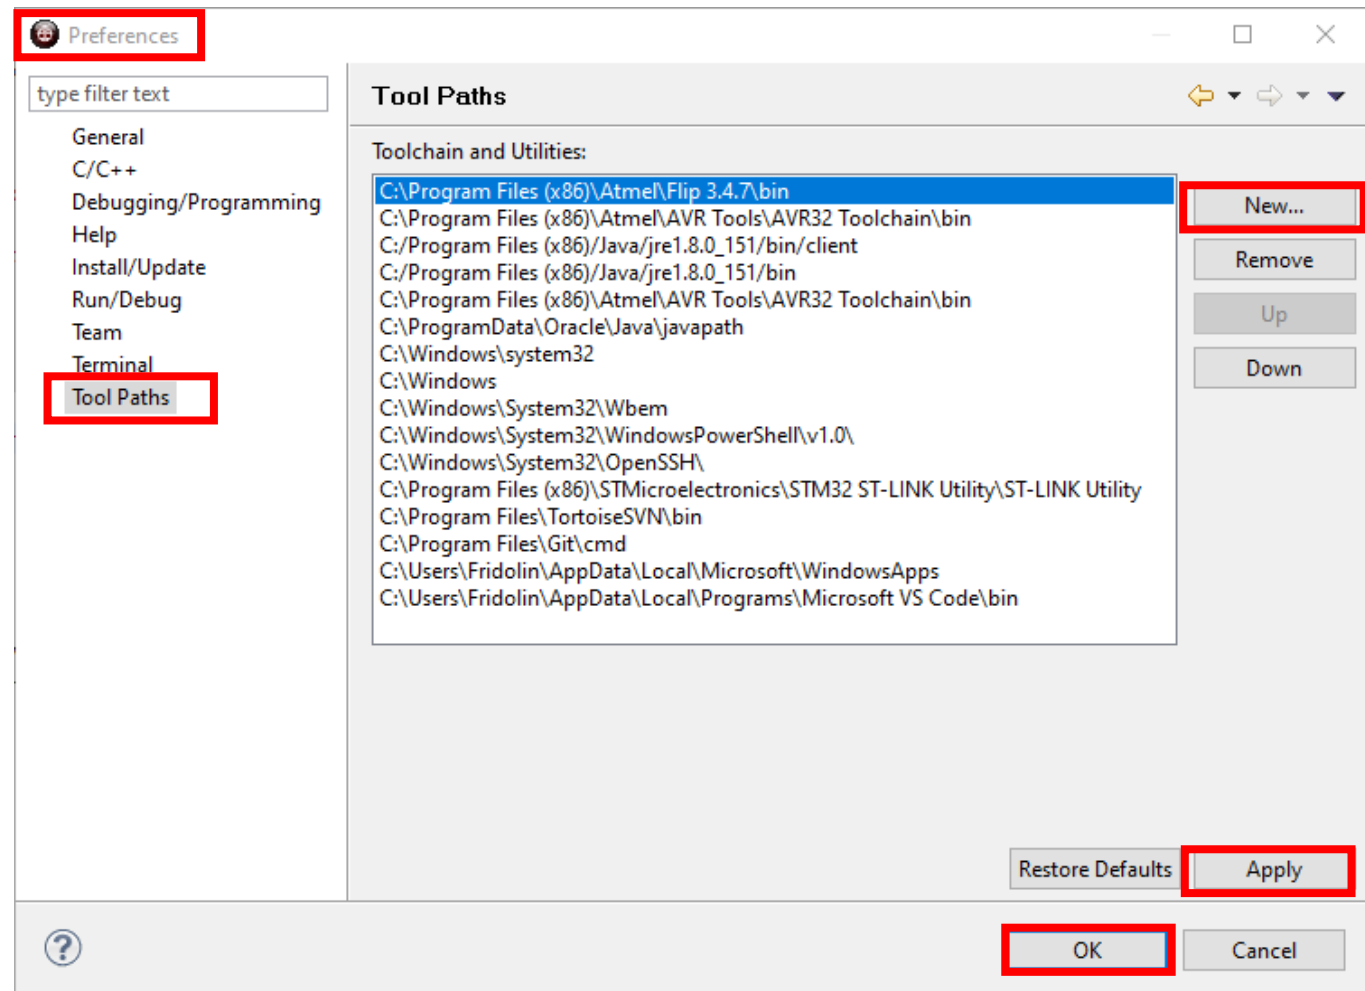 Preferences
type filter text
General
C/C++
Debugging/Programming
Help
Install/Update
Run/Debug
Team
Terminal
Tool Paths
Tool Paths
Toolchain and Utilities:
C:\Program Files (x86)\Atmel\Flip 3.4.7\bin
C:\Program Files (x86)\Atmel\AVR Tools\AVR32 Toolchain\bin
C:/Program Files (x86)/Java/jre1.8.0_151/bin/client
C:/Program Files (x86)/Java/jre1.8.0_151/bin
C:\Program Files (x86)\Atmel\AVR Tools\AVR32 Toolchain\bin
C:\ProgramData\Oracle\Java\javapath
C:\Windows\system32
C:\Windows
C:\Windows\System32\Wbem
C:\Windows\System32\WindowsPowerShell\v1.0\
C:\Windows\System32\OpenSSH\
C:\Program Files (x86)\STMicroelectronics\STM32 ST-LINK Utility\ST-LINK Utility
C:\Program Files\TortoiseSVN\bin
C:\Program Files\Git\cmd
C:\Users\Fridolin\AppData\Local\Microsoft\WindowsApps
C:\Users\Fridolin\AppData\Local\Programs\Microsoft VS Code\bin
New...
Remove
Up
Down
Restore Defaults
Apply
?
OK
Cancel